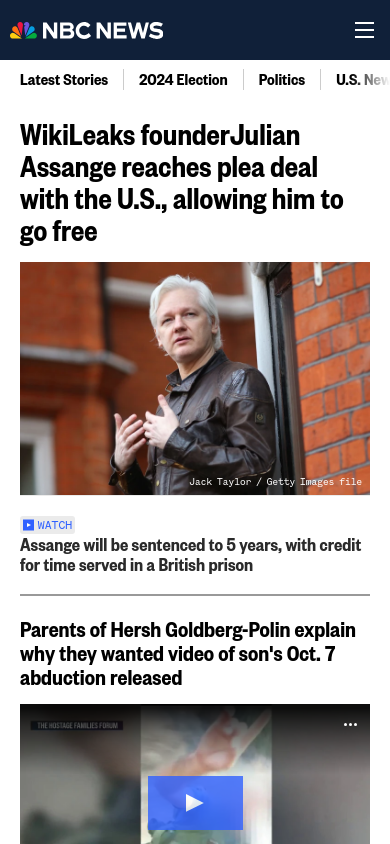 NBC NEWS
Latest Stories
2024 Election
Politics
U.S. New
WikiLeaks founderJulian
Assange reaches plea deal
with the U.S., allowing him to
go free
Jack Taylor / Getty Images file
WATCH
Assange will be sentenced to 5 years, with credit
for time served in a British prison
Parents of Hersh Goldberg-Polin explain
why they wanted video of son's Oct. 7
abduction released
THE HOSTAGE FAMILIES FORUM